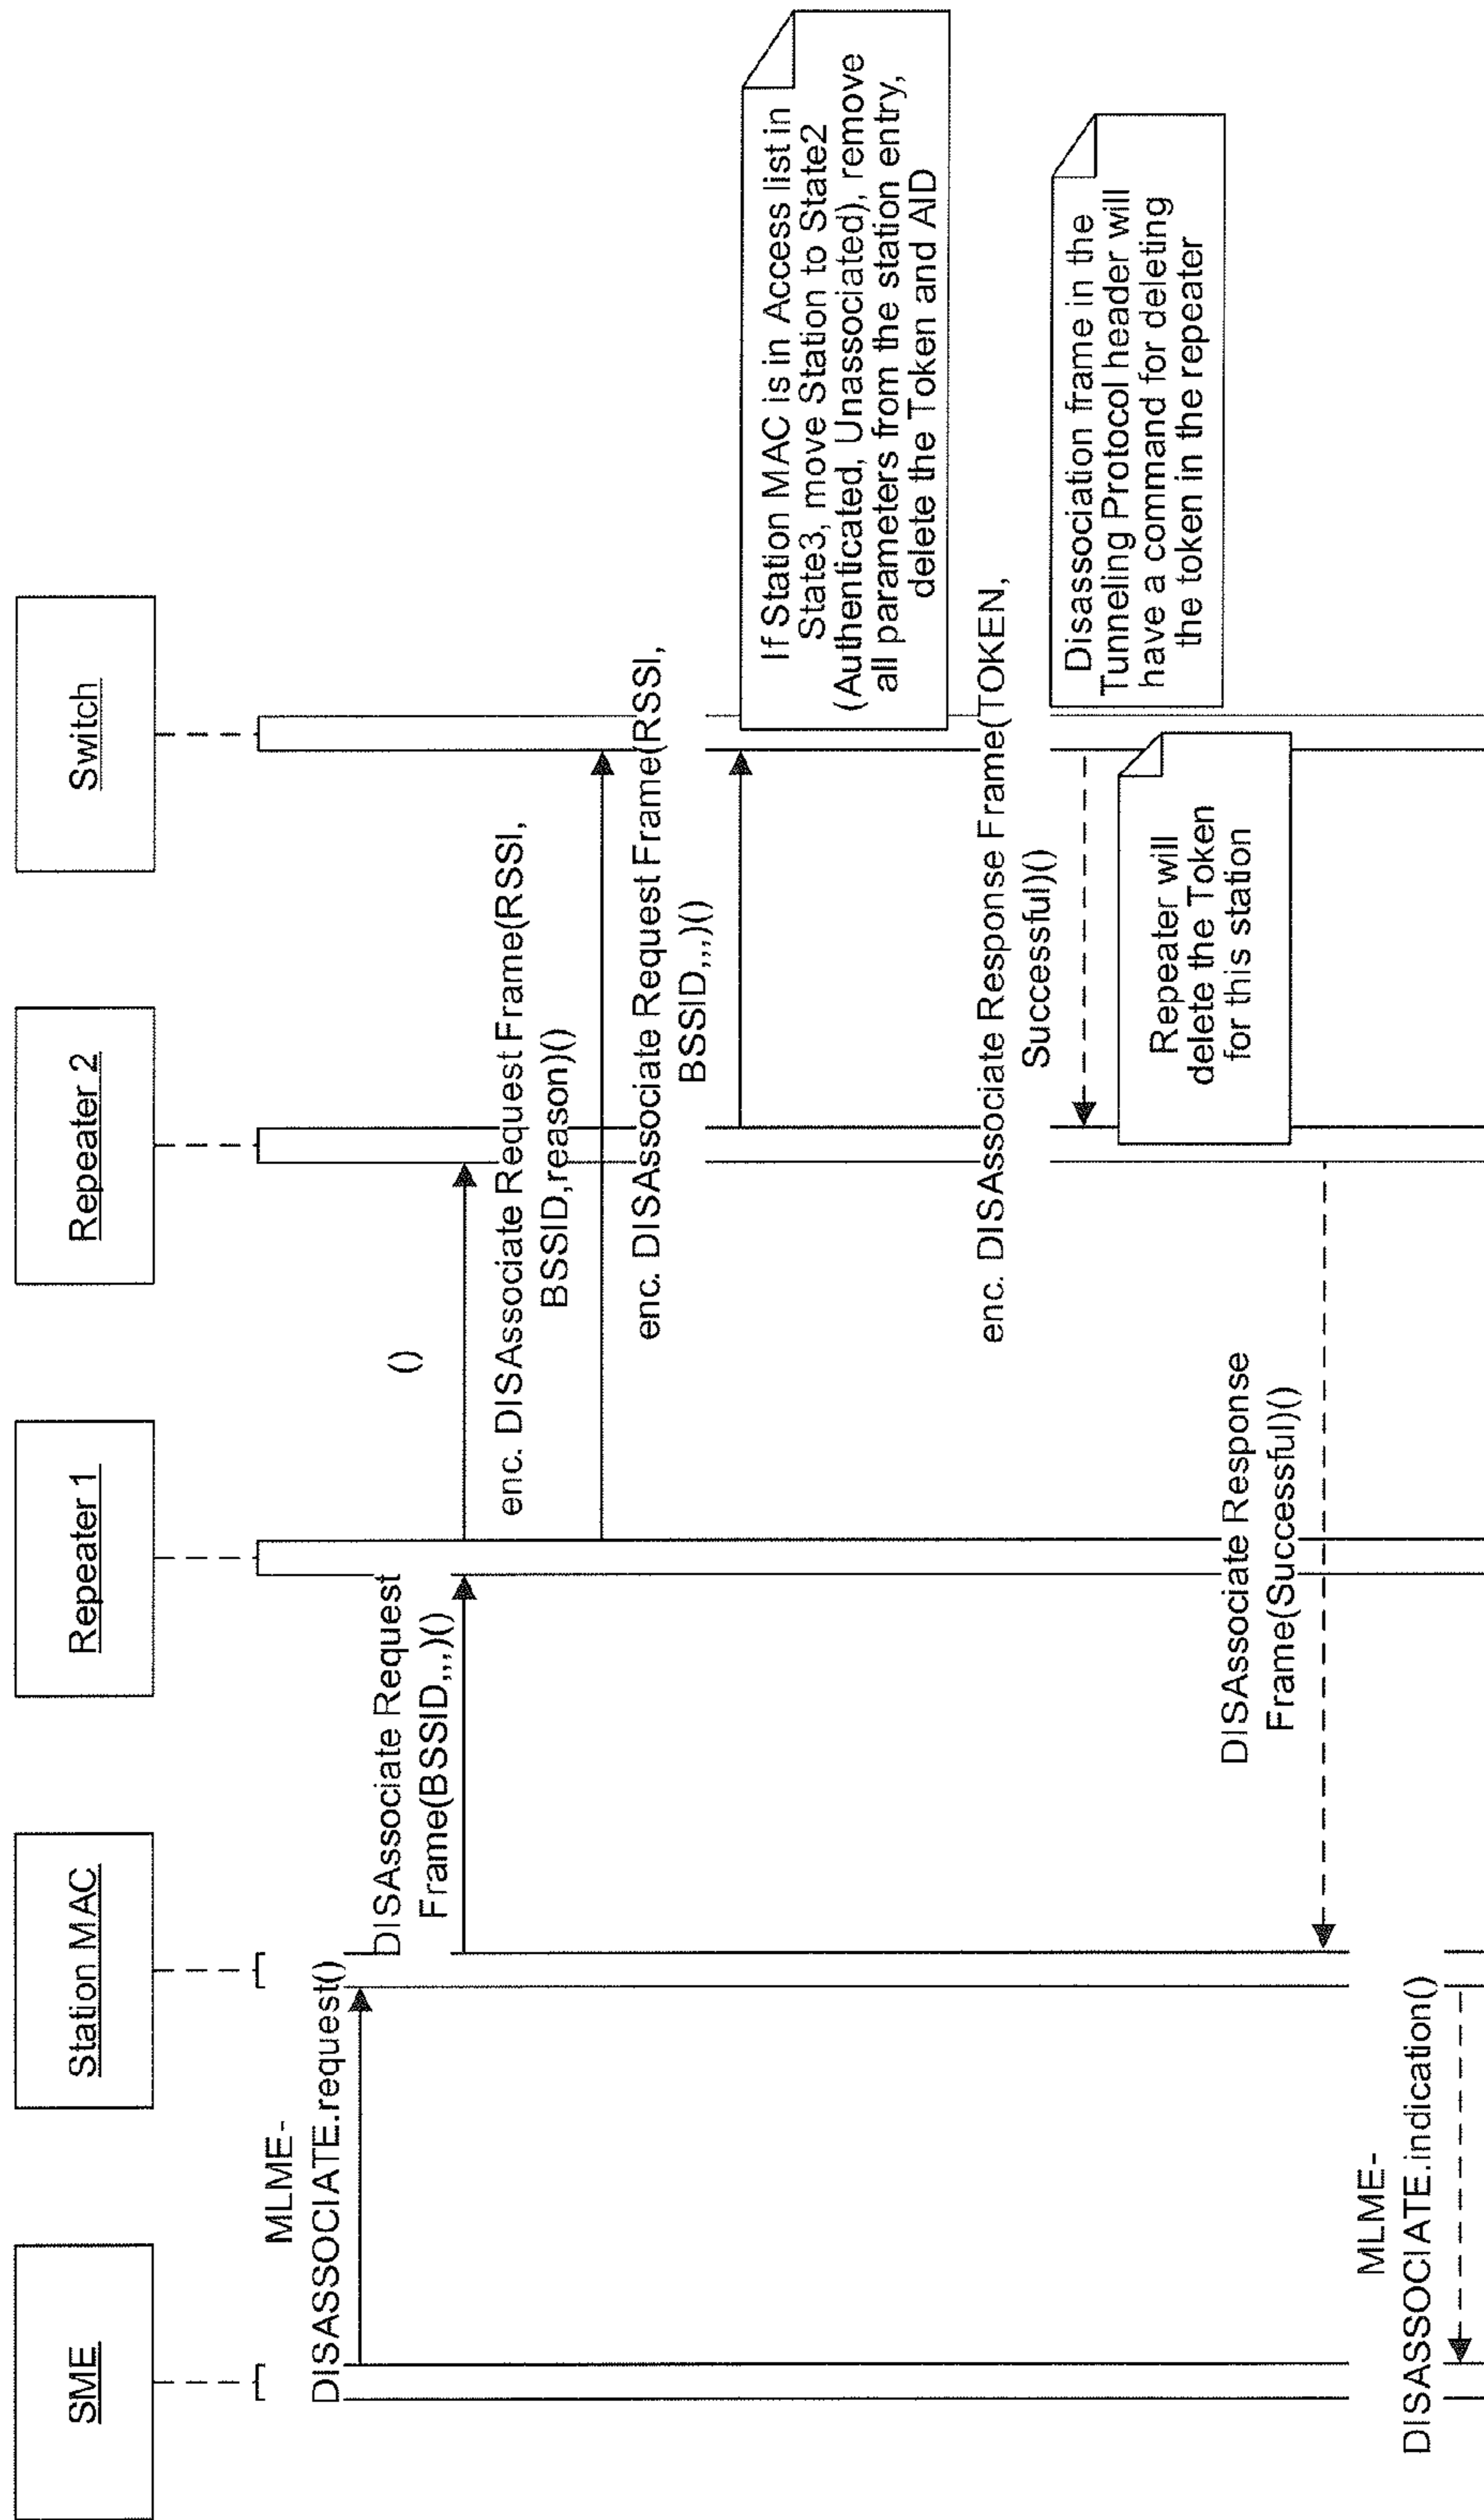 SME
Station MAC
Repeater 1
Repeater 2
Switch
MLME-
DISASSOCIATE.request()
DISAssociate Request
Frame(BSSID,,,)()
()
enc. DISAssociate Request Frame(RSSI,
BSSID,reason)()
enc. DISAssociate Request Frame(RSSI,
BSSID,,,)()
If Station MAC is in Access list in
State3, move Station to State2
(Authenticated, Unassociated), remove
all parameters from the station entry,
delete the Token and AID
enc. DISAssociate Response Frame(TOKEN,
Successful)()
Disassociation frame in the
Tunneling Protocol header will
have a command for deleting
the token in the repeater
Repeater will
delete the Token
for this station
DISAssociate Response
Frame(Successful)()
MLME-
DISASSOCIATE.indication()